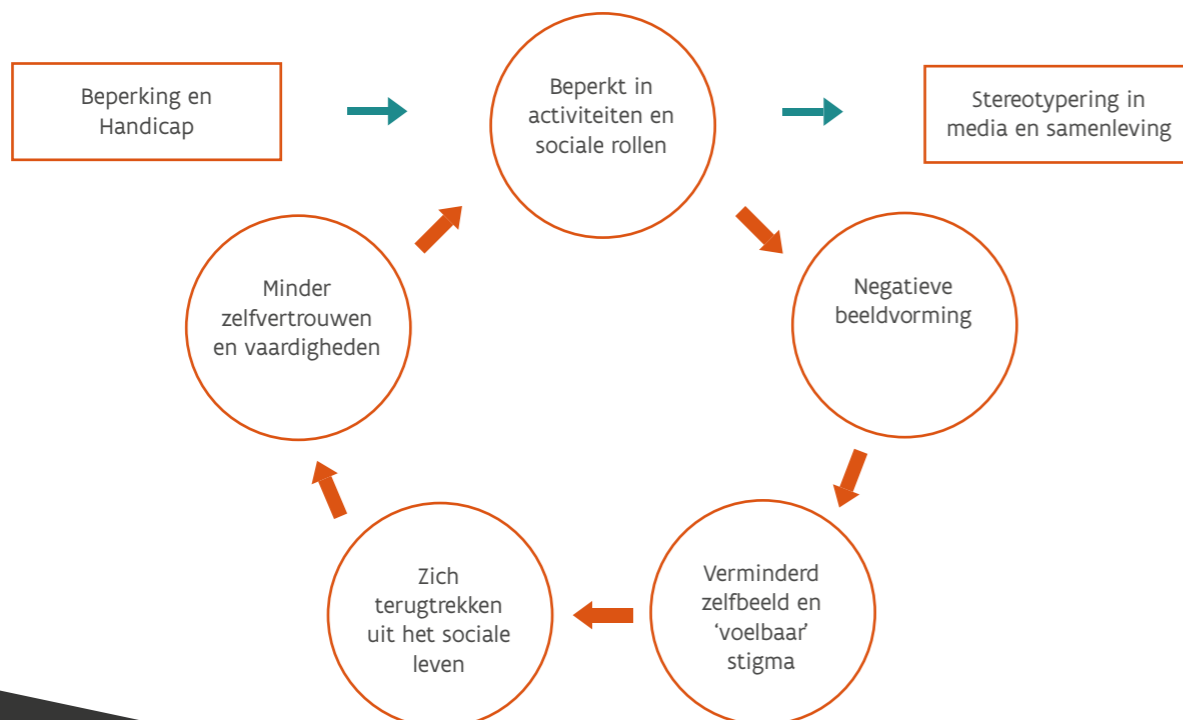 Beperking en
Handicap
Beperkt in
activiteiten en
sociale rollen
Stereotypering in
media en samenleving
Negatieve
beeldvorming
Verminderd
zelfbeeld en
‘voelbaar’
stigma
Zich
terugtrekken
uit het sociale
leven
Minder
zelfvertrouwen
en vaardigheden